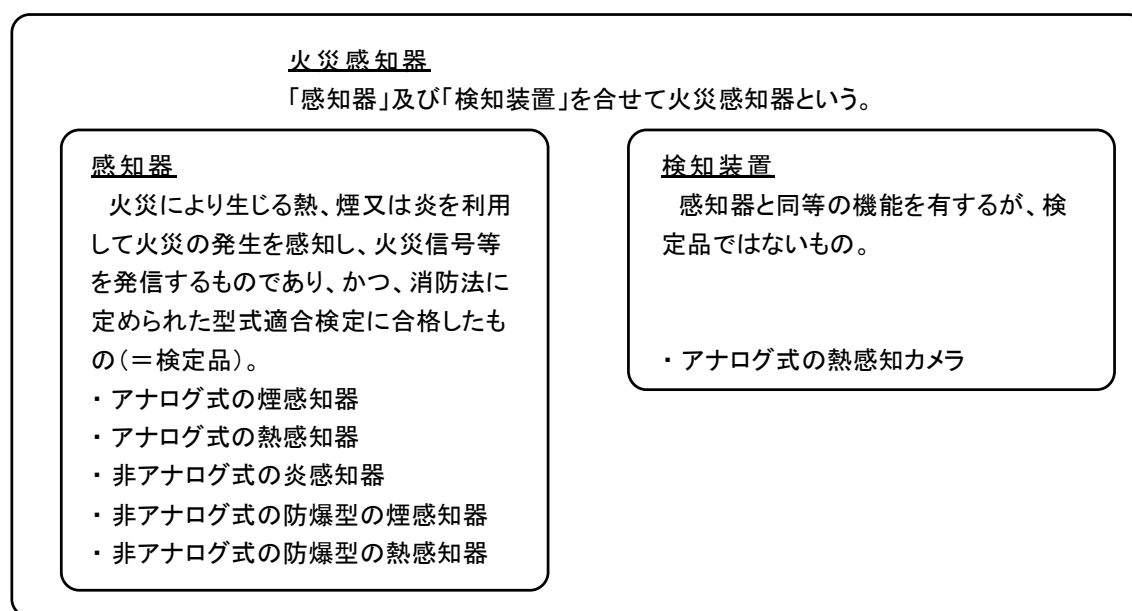 火災感知器
「感知器」及び「検知装置」を合せて火災感知器という。
感知器
火災により生じる熱、煙又は炎を利用
して火災の発生を感知し、火災信号等
を発信するものであり、かつ、消防法に
定められた型式適合検定に合格したも
の(=検定品)。
・アナログ式の煙感知器
・アナログ式の熱感知器
・非アナログ式の炎感知器
・非アナログ式の防爆型の煙感知器
・非アナログ式の防爆型の熱感知器
検知装置
感知器と同等の機能を有するが、検
定品ではないもの。
・アナログ式の熱感知カメラ